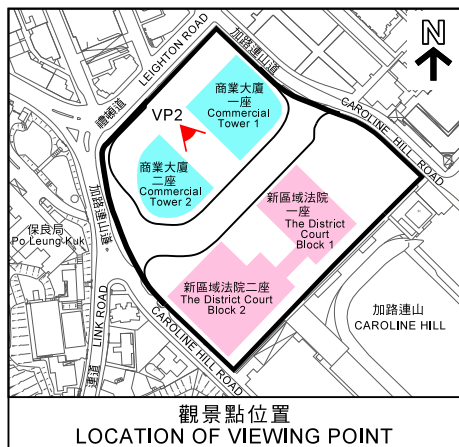 N
LEIGHTON ROAD
禮頓道
加路連山道
CAROLINE HILL ROAD
商業大廈
一座
Commercial
Tower 1
VP2
商業大廈
二座
Commercial
Tower 2
加路連山道
保良局
Po Leung Kuk
新區域法院
一座
The District
Court
Block 1
新區域法院二座
The District Court
Block 2
加路連山
CAROLINE HILL
LINK ROAD
連道
CAROLINE HILL ROAD
觀景點位置
LOCATION OF VIEWING POINT